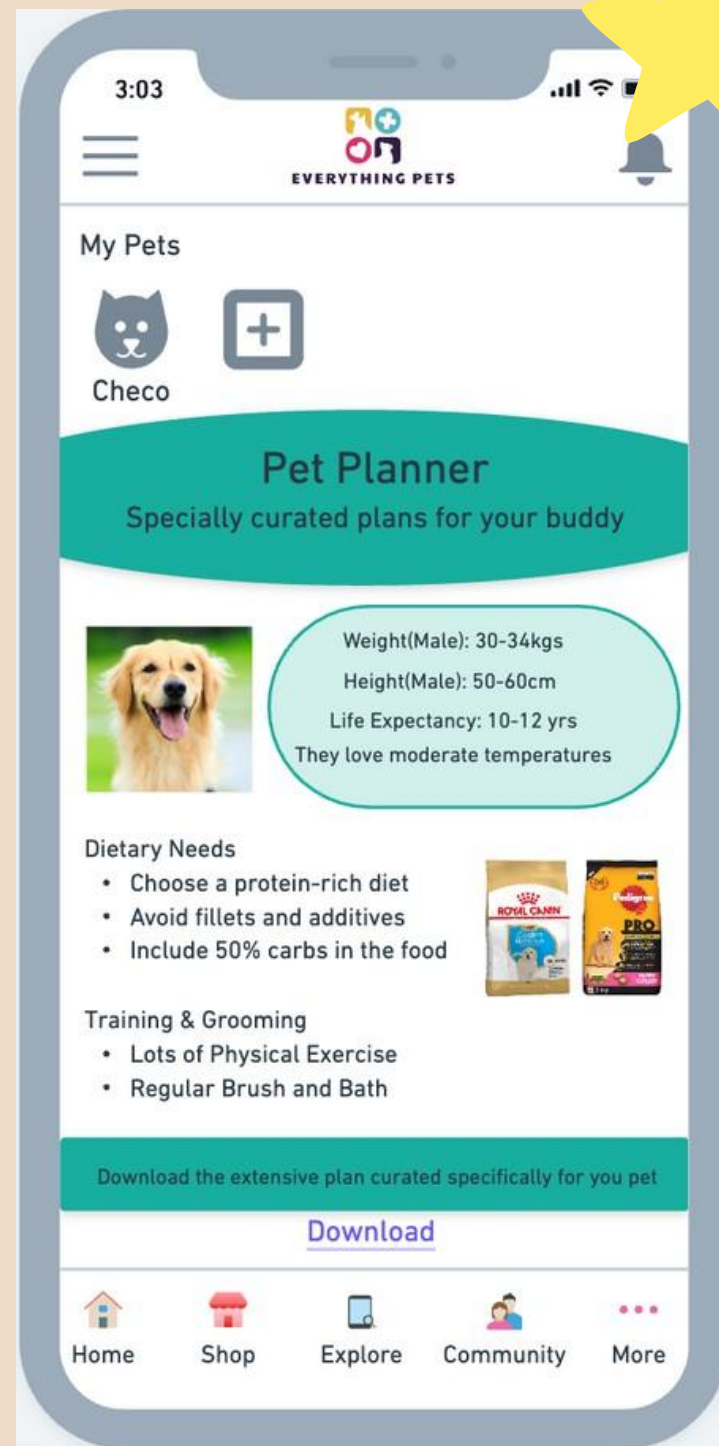 3:03
EVERYTHING PETS
My Pets
Checo
Pet Planner
Specially curated plans for your buddy
Weight(Male): 30-34kgs
Height(Male): 50-60cm
Life Expectancy: 10-12 yrs
They love moderate temperatures
Dietary Needs
• Choose a protein-rich diet
• Avoid fillets and additives
• Include 50% carbs in the food
ROYAL CANIN
Pedigree
PRO
Training & Grooming
• Lots of Physical Exercise
• Regular Brush and Bath
Download the extensive plan curated specifically for you pet
Download
Home
Shop
Explore
Community
More